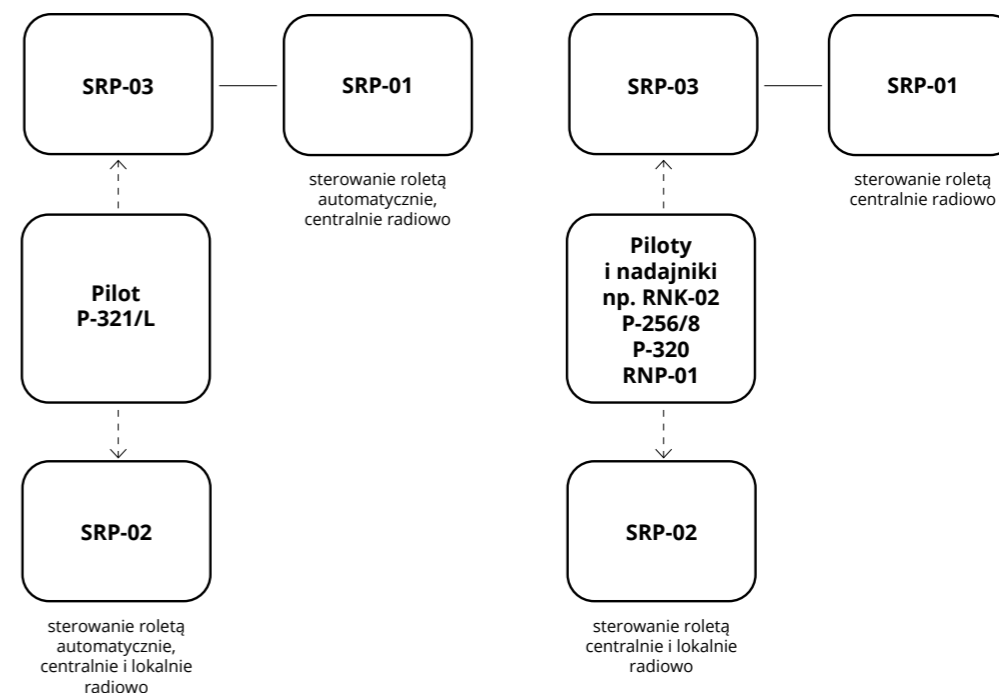 SRP-03
SRP-01
sterowanie roletą
automatycznie,
centralnie radiowo
Pilot
P-321/L
SRP-02
sterowanie roletą
automatycznie,
centralnie i lokalnie
radiowo
SRP-03
SRP-01
sterowanie roletą
centralnie radiowo
Piloty
i nadajniki
np. RNK-02
P-256/8
P-320
RNP-01
SRP-02
sterowanie roletą
centralnie i lokalnie
radiowo